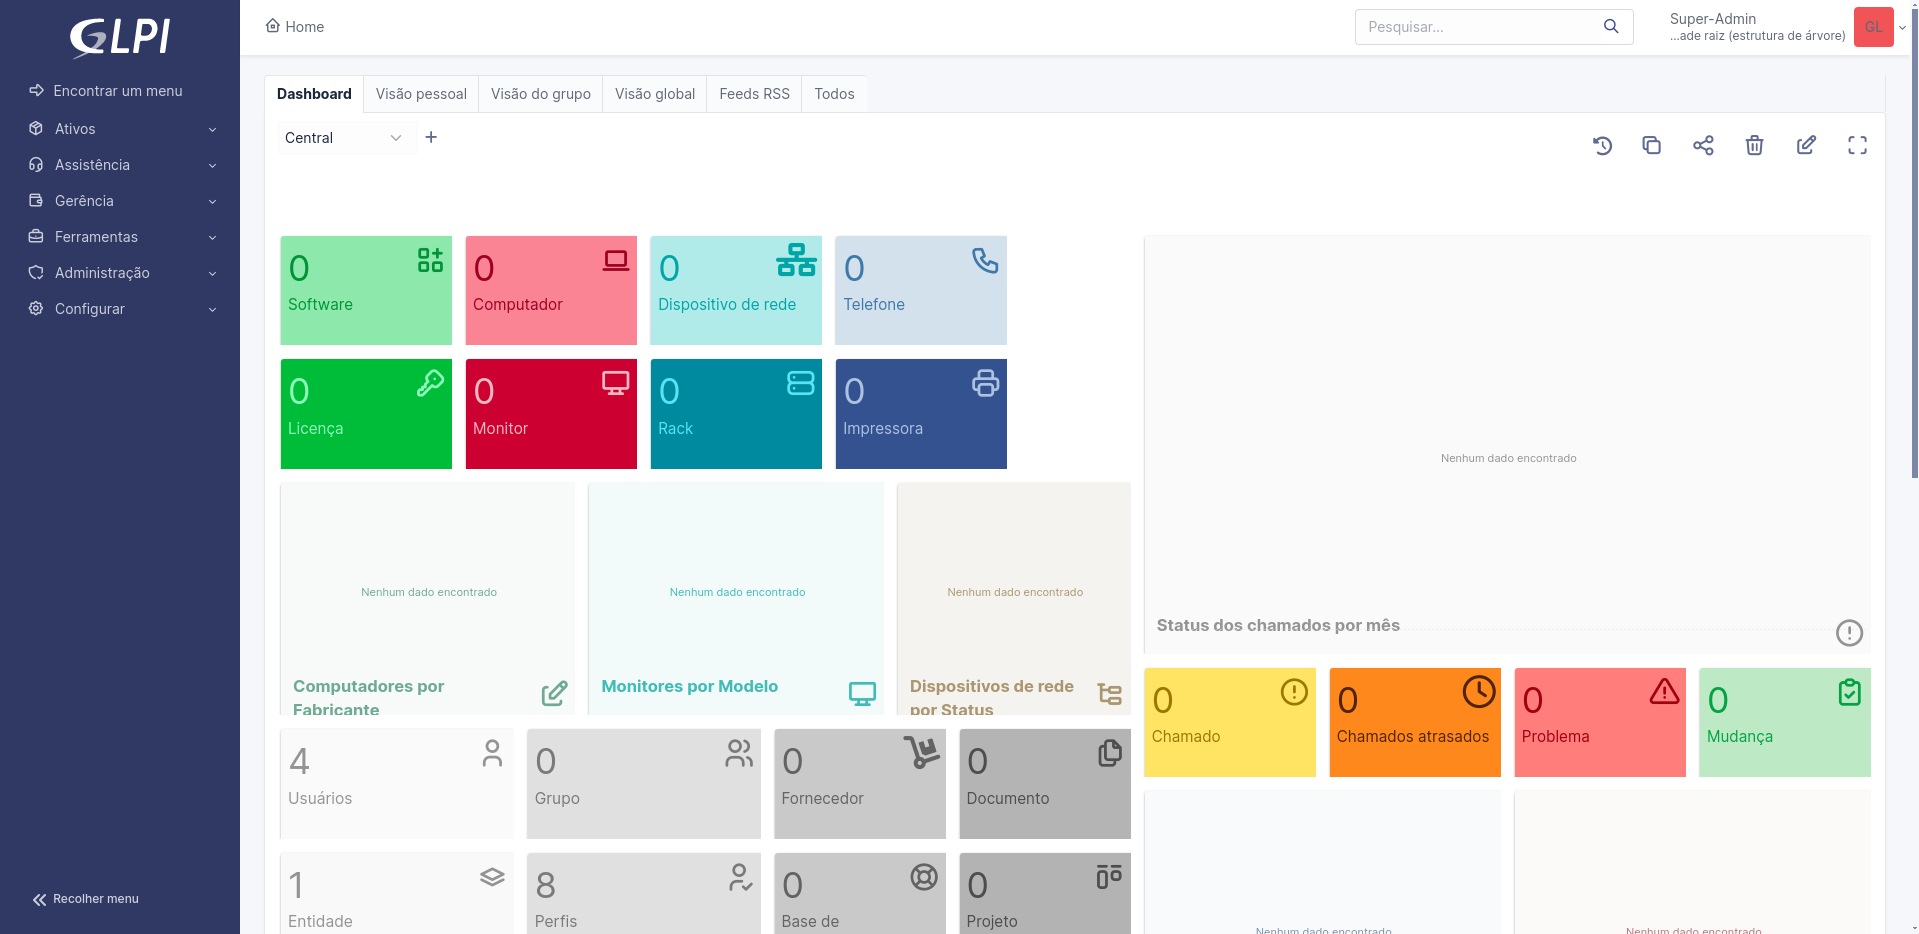 GLPI
Encontrar um menu
Ativos
Assistência
Gerência
Ferramentas
Administração
Configurar
Recolher menu
Home
Pesquisar...
Super-Admin
...ade raiz (estrutura de árvore)
GL
Dashboard
Visão pessoal
Visão do grupo
Visão global
Feeds RSS
Todos
Central
0
Software
0
Computador
0
Dispositivo de rede
0
Telefone
0
Licença
0
Monitor
0
Rack
0
Impressora
Nenhum dado encontrado
Computadores por
Fabricante
Nenhum dado encontrado
Monitores por Modelo
Nenhum dado encontrado
Dispositivos de rede
por Status
4
Usuários
0
Grupo
0
Fornecedor
0
Documento
1
Entidade
8
Perfis
0
Base de
0
Projeto
Nenhum dado encontrado
Status dos chamados por mês
0
Chamado
0
Chamados atrasados
0
Problema
0
Mudança
Nenhum dado encontrado
Nenhum dado encontrado